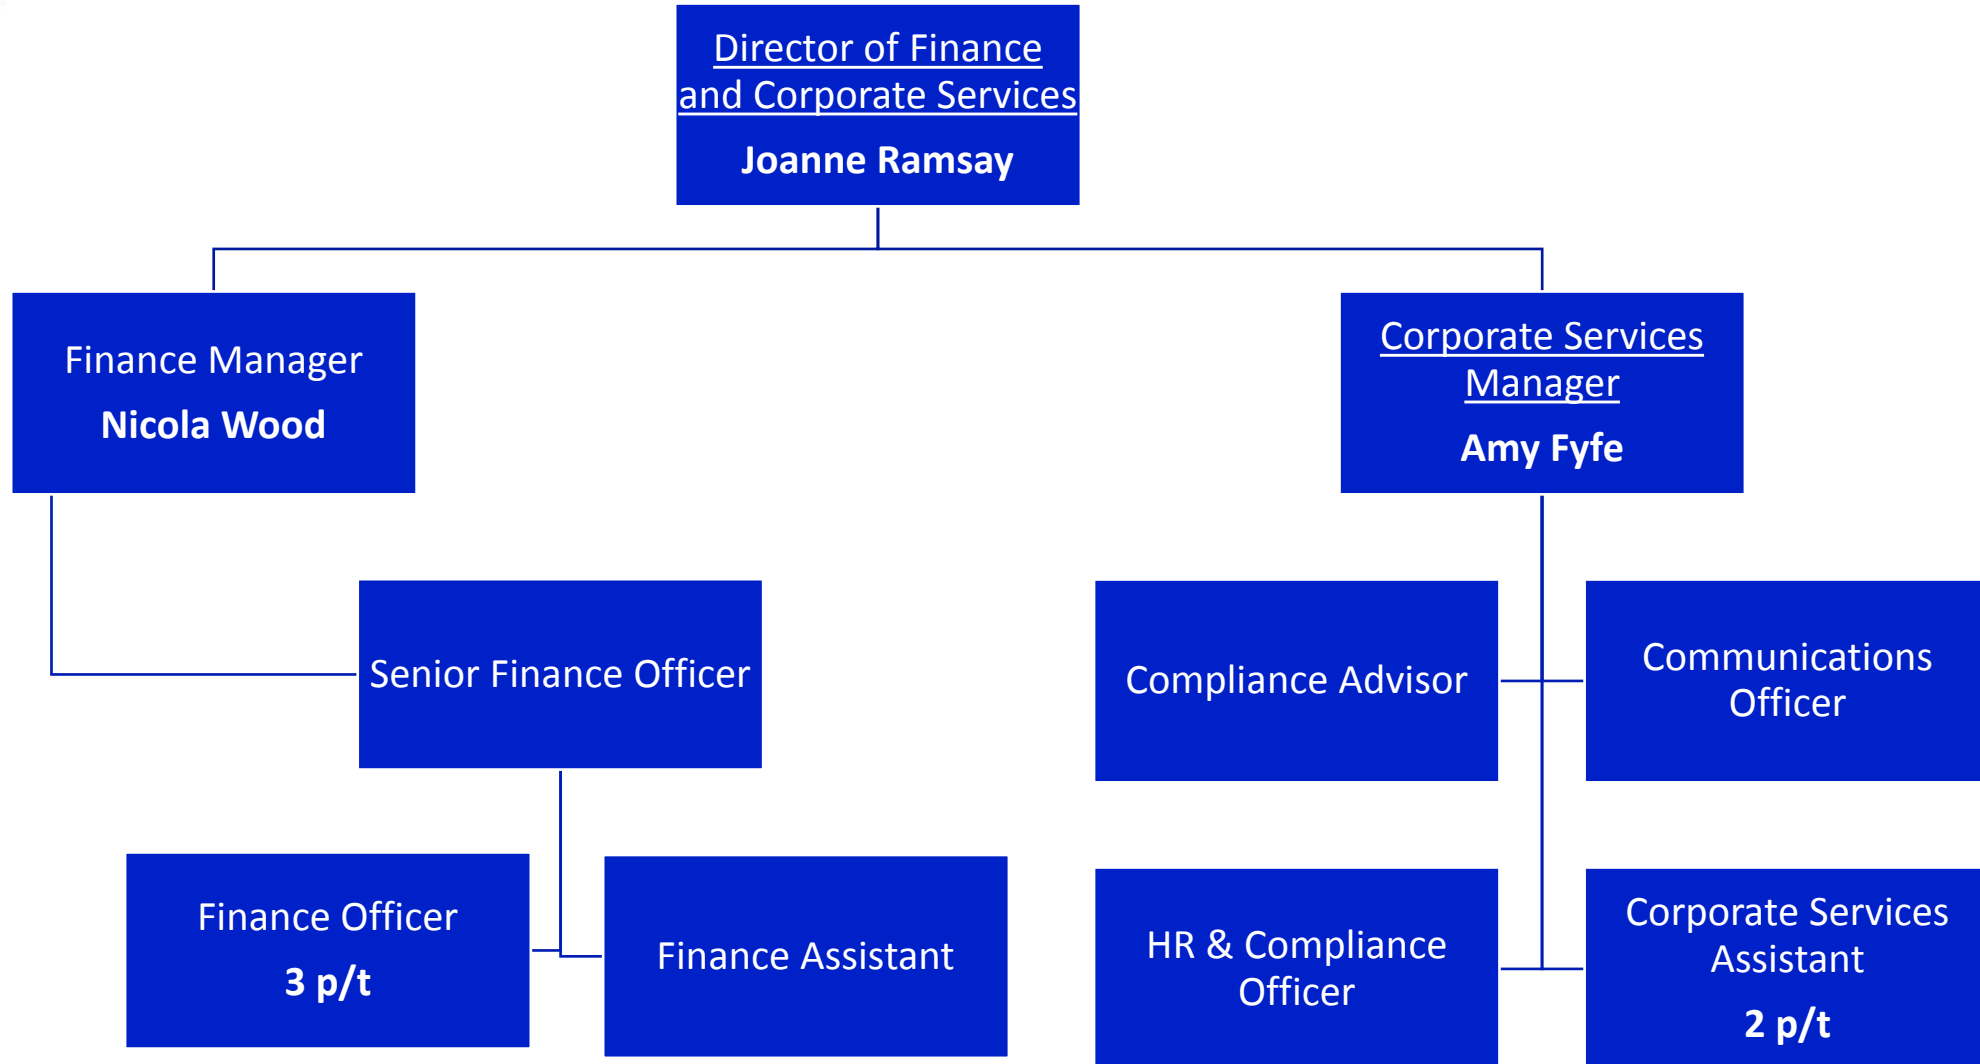 Director of Finance
and Corporate Services
Joanne Ramsay
Finance Manager
Nicola Wood
Corporate Services
Manager
Amy Fyfe
Senior Finance Officer
Compliance Advisor
Communications
Officer
Finance Officer
3 p/t
Finance Assistant
HR & Compliance
Officer
Corporate Services
Assistant
2 p/t